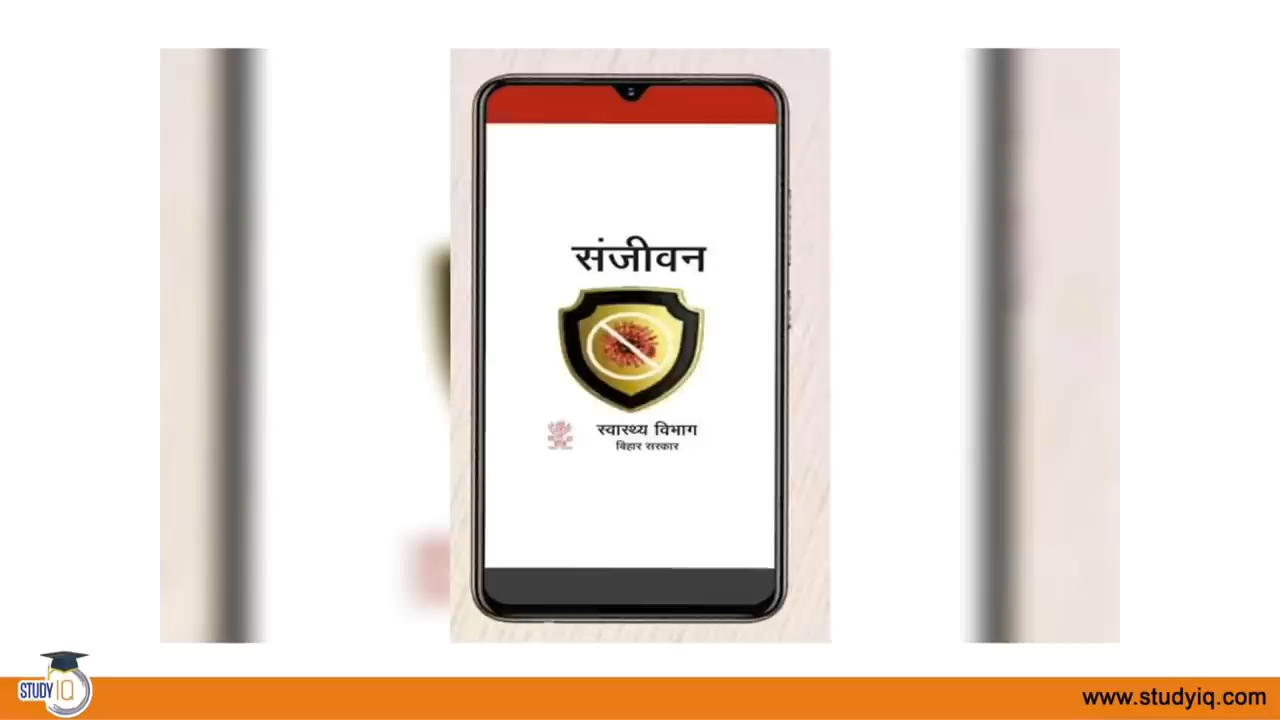 संजीवन
स्वास्थ्य विभाग
बिहार सरकार
STUDY IQ
www.studyiq.com